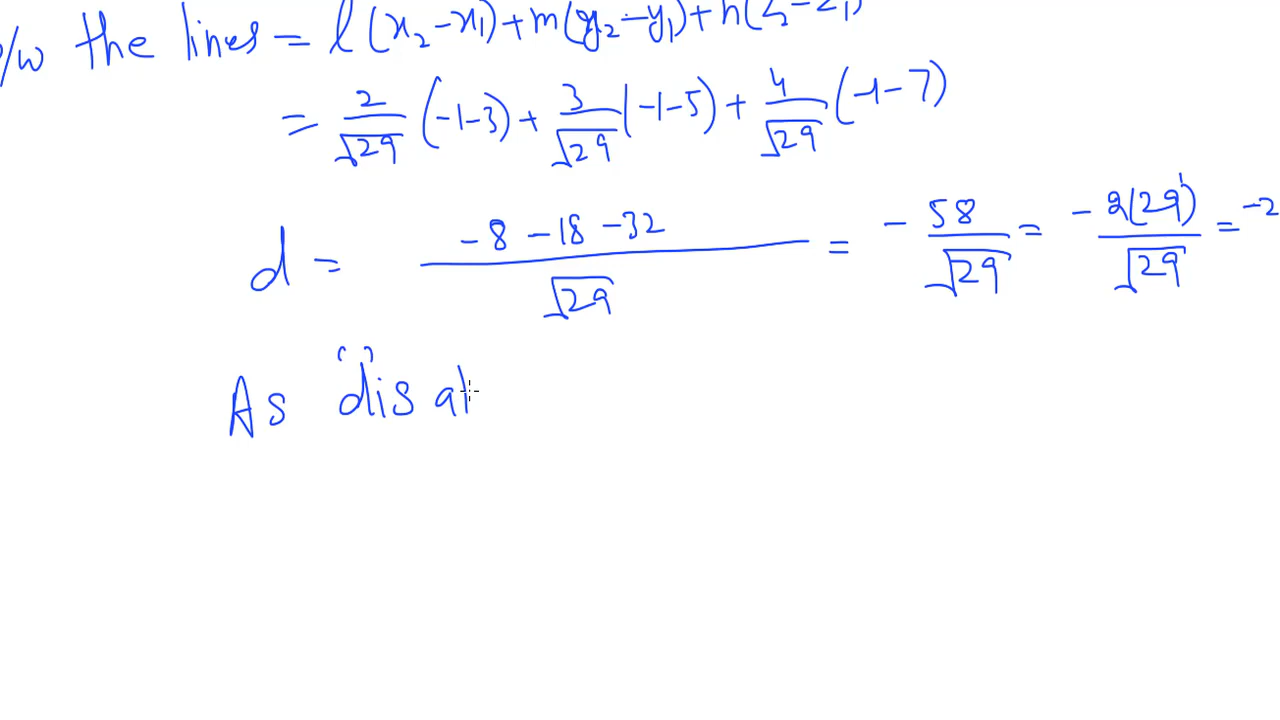 /w the lines = l(x₂-x₁)+m(y₂-y₁)+n(z₂-z₁)
= 2/√29 (-1-3) + 3/√29 (-1-5) + 4/√29 (-1-7)
d = (-8 -18 -32)/√29 = -58/√29 = -2(29)/√29 = -2
As "d" is at